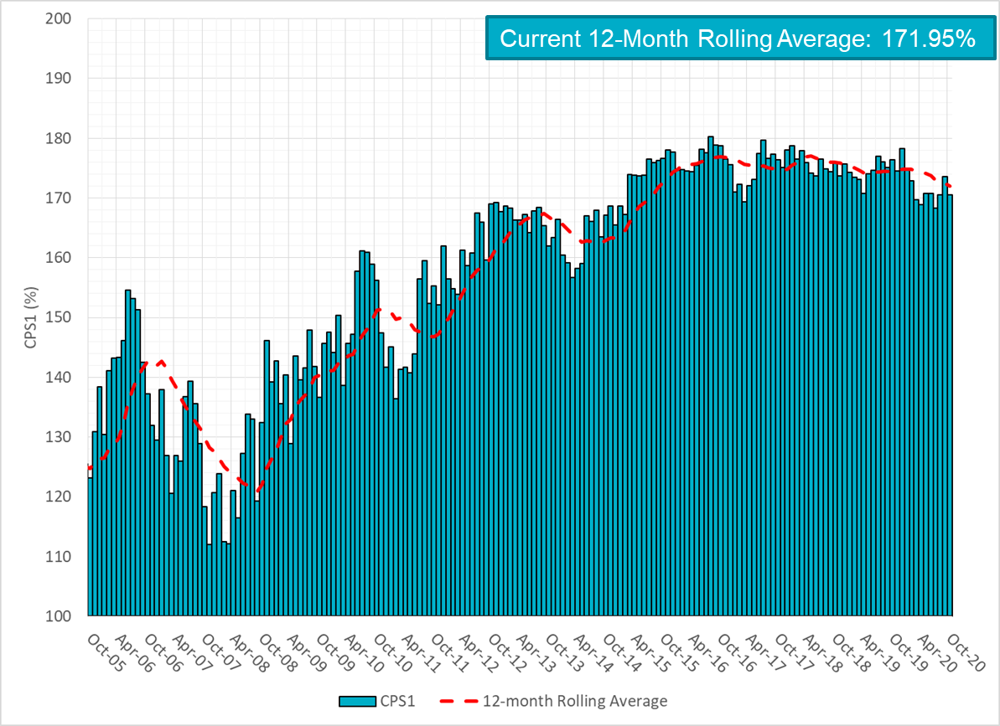 Current 12-Month Rolling Average: 171.95%
200
190
180
170
160
150
140
130
120
110
100
CPS1 (%)
Oct-05
Apr-06
Oct-06
Apr-07
Oct-07
Apr-08
Oct-08
Apr-09
Oct-09
Apr-10
Oct-10
Apr-11
Oct-11
Apr-12
Oct-12
Apr-13
Oct-13
Apr-14
Oct-14
Apr-15
Oct-15
Apr-16
Oct-16
Apr-17
Oct-17
Apr-18
Oct-18
Apr-19
Oct-19
Apr-20
Oct-20
CPS1
12-month Rolling Average